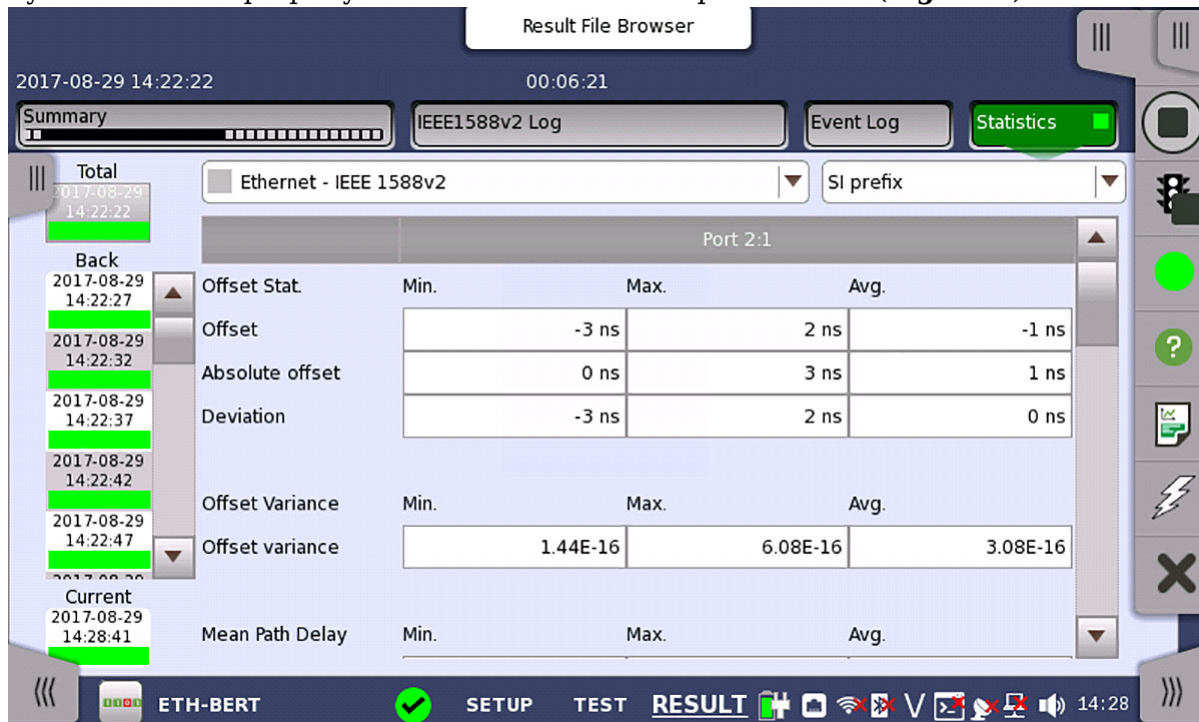 Result File Browser
2017-08-29 14:22:22 00:06:21
Summary IEEE1588v2 Log Event Log Statistics
Total
2017-08-29
14:22:22
Ethernet - IEEE 1588v2 SI prefix
Port 2:1
Back
2017-08-29
14:22:27
2017-08-29
14:22:32
2017-08-29
14:22:37
2017-08-29
14:22:42
2017-08-29
14:22:47
Current
2017-08-29
14:28:41
Offset Stat. Min. Max. Avg.
Offset -3 ns 2 ns -1 ns
Absolute offset 0 ns 3 ns 1 ns
Deviation -3 ns 2 ns -0 ns
Offset Variance Min. Max. Avg.
Offset variance 1.44E-16 6.08E-16 3.08E-16
Mean Path Delay Min. Max. Avg.
ETH-BERT SETUP TEST RESULT V 14:28